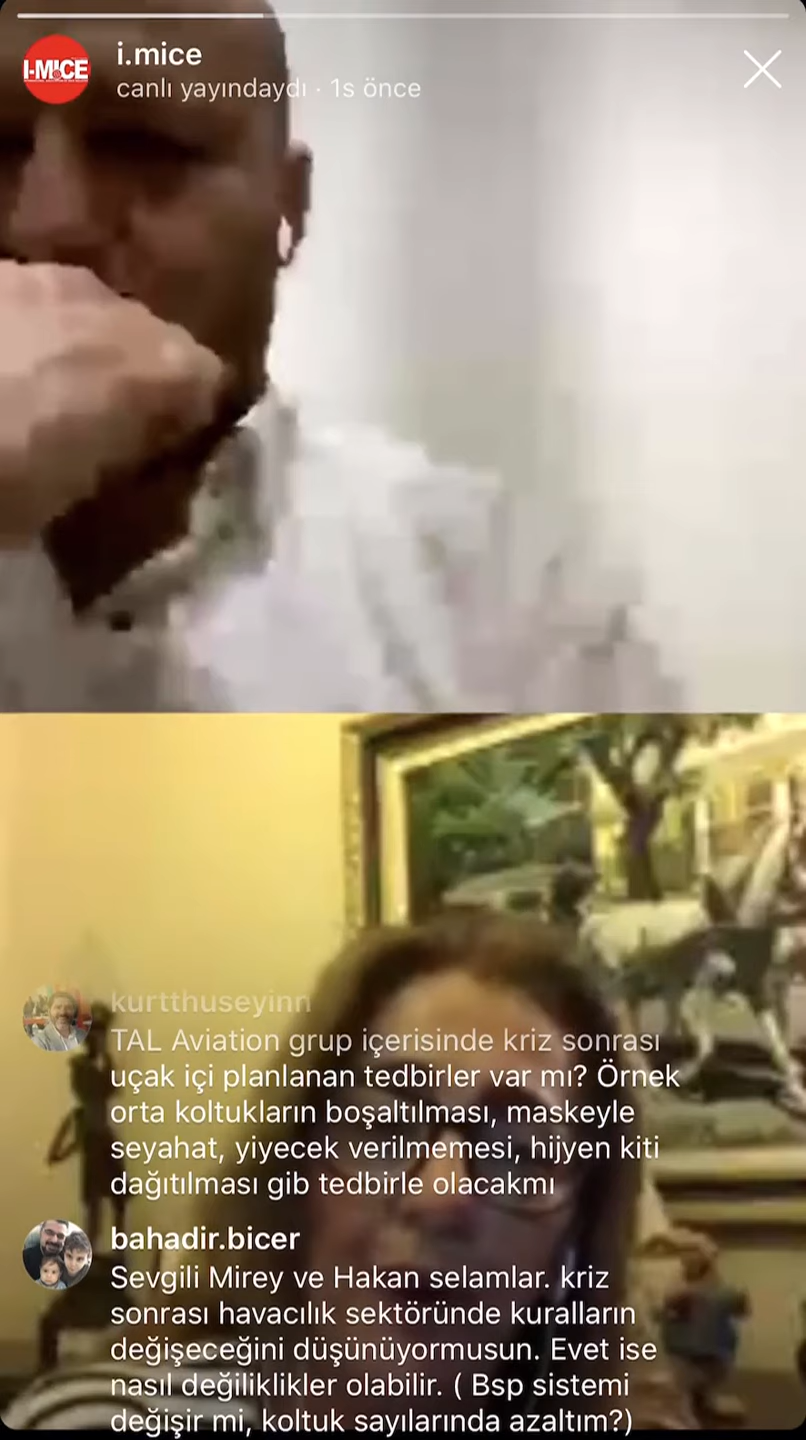 I-MICE
i.mice
canlı yayındaydı · 1s önce
kurtthuseyinn
TAL Aviation grup içerisinde kriz sonrası
uçak içi planlanan tedbirler var mı? Örnek
orta koltukların boşaltılması, maskeyle
seyahat, yiyecek verilmemesi, hijyen kiti
dağıtılması gib tedbirle olacakmı
bahadir.bicer
Sevgili Mirey ve Hakan selamlar. kriz
sonrası havacılık sektöründe kuralların
değişeceğini düşünüyormusun. Evet ise
nasıl değiliklikler olabilir. ( Bsp sistemi
değişir mi, koltuk sayılarında azaltım?)